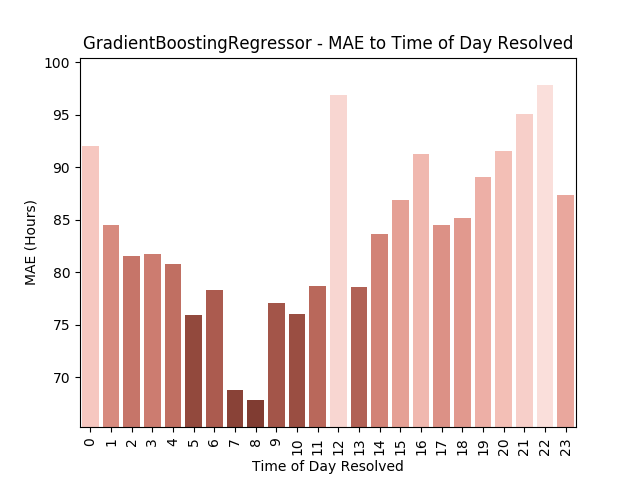 GradientBoostingRegressor - MAE to Time of Day Resolved
100
95
90
85
80
75
70
MAE (Hours)
0 1 2 3 4 5 6 7 8 9 10 11 12 13 14 15 16 17 18 19 20 21 22 23
Time of Day Resolved